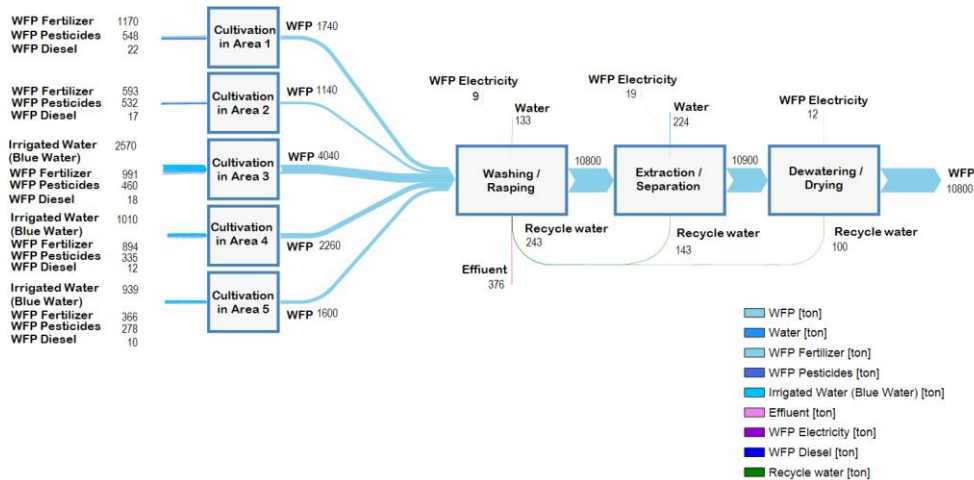 WFP Fertilizer 1170
WFP Pesticides 548
WFP Diesel 22
Cultivation
in Area 1
WFP 1740
WFP Fertilizer 593
WFP Pesticides 532
WFP Diesel 17
Cultivation
in Area 2
WFP 1140
Irrigated Water 2570
(Blue Water)
WFP Fertilizer 991
WFP Pesticides 460
WFP Diesel 18
Cultivation
in Area 3
WFP 4040
Irrigated Water 1010
(Blue Water)
WFP Fertilizer 894
WFP Pesticides 335
WFP Diesel 12
Cultivation
in Area 4
WFP 2260
Irrigated Water 939
(Blue Water)
WFP Fertilizer 366
WFP Pesticides 278
WFP Diesel 10
Cultivation
in Area 5
WFP 1600
WFP Electricity
9
Water
133
Washing /
Rasping
10800
Recycle water
243
Effiuent
376
WFP Electricity
19
Water
224
Extraction /
Separation
10900
Recycle water
143
WFP Electricity
12
Dewatering /
Drying
Recycle water
100
WFP
10800
WFP [ton]
Water [ton]
WFP Fertilizer [ton]
WFP Pesticides [ton]
Irrigated Water (Blue Water) [ton]
Effiuent [ton]
WFP Electricity [ton]
WFP Diesel [ton]
Recycle water [ton]